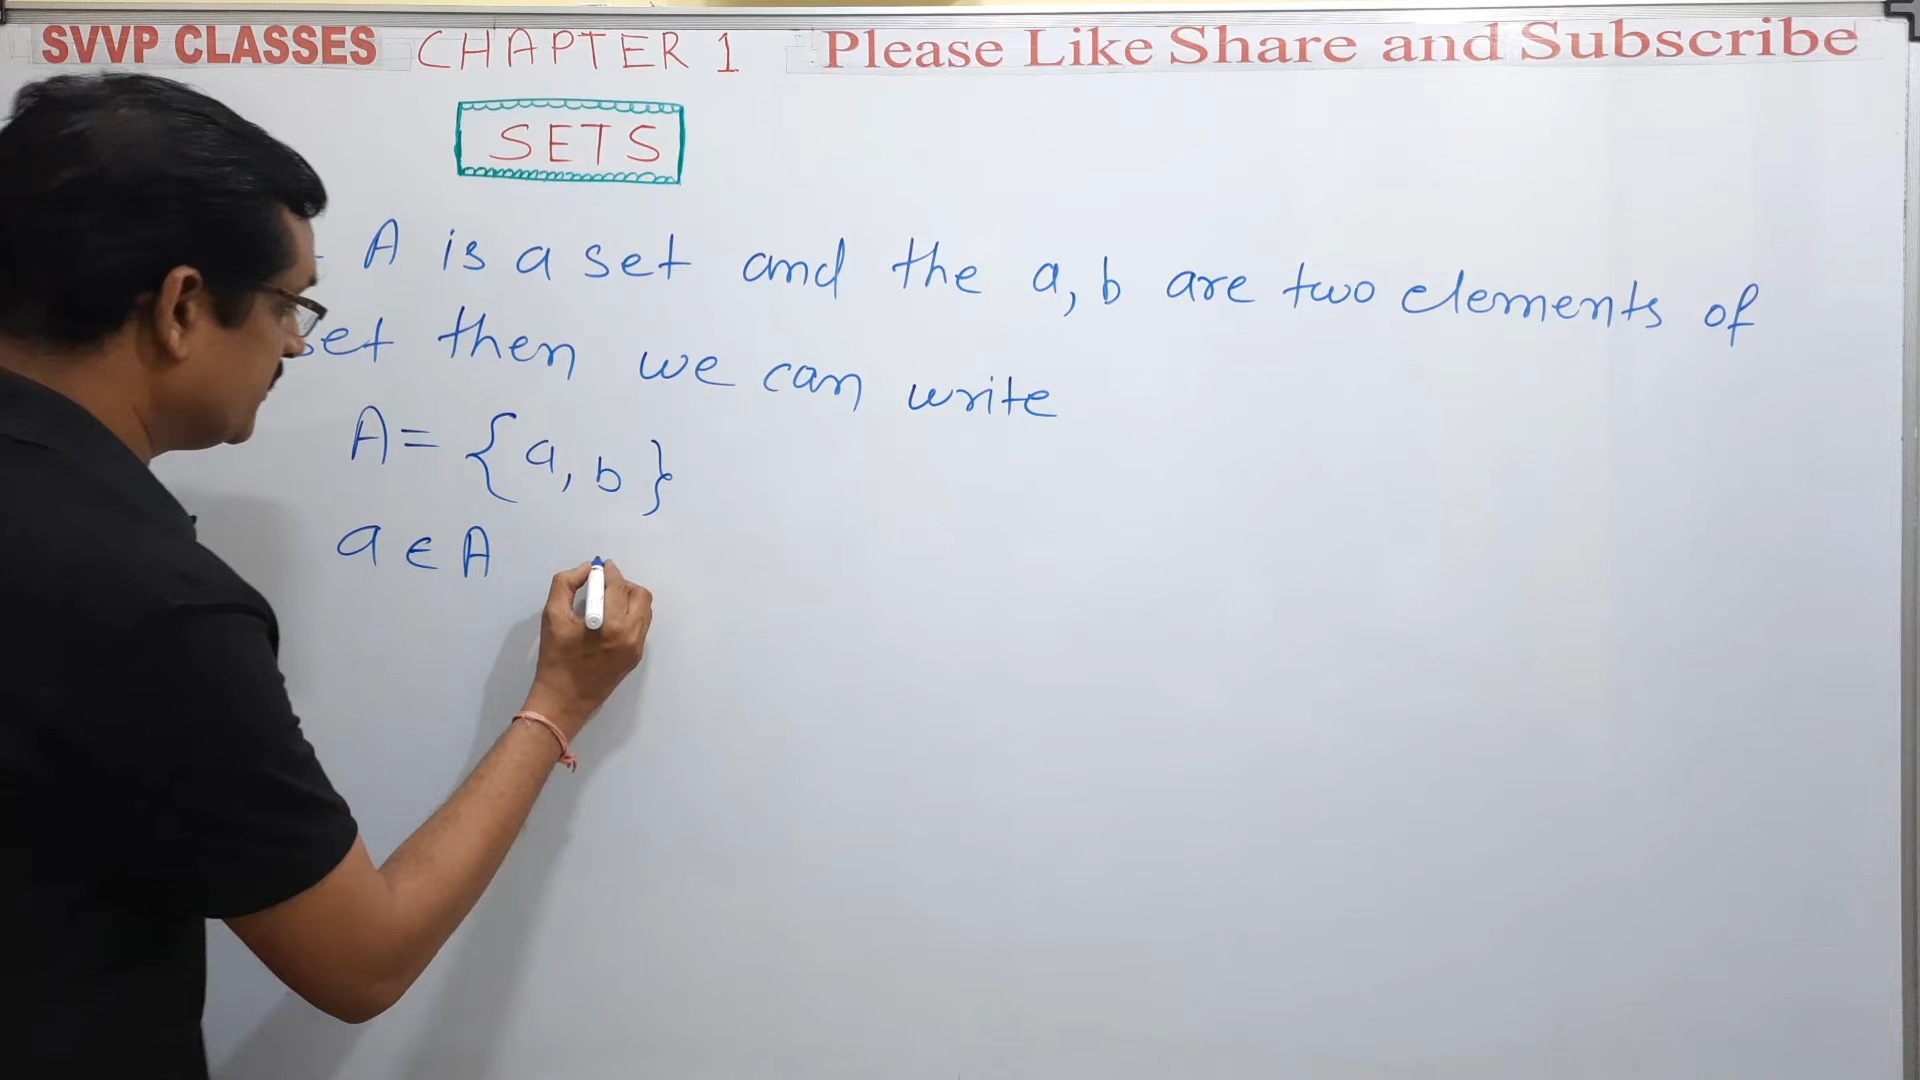 SVVP CLASSES CHAPTER 1 Please Like Share and Subscribe
SETS
A is a set and the a, b are two elements of
set then we can write
A = {a, b}
a ∈ A